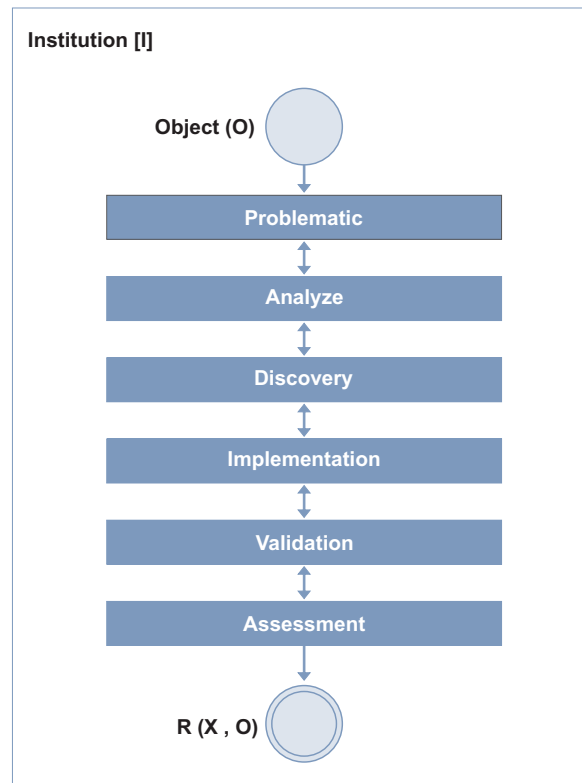 Institution [I]
Object (O)
Problematic
Analyze
Discovery
Implementation
Validation
Assessment
R (X , O)